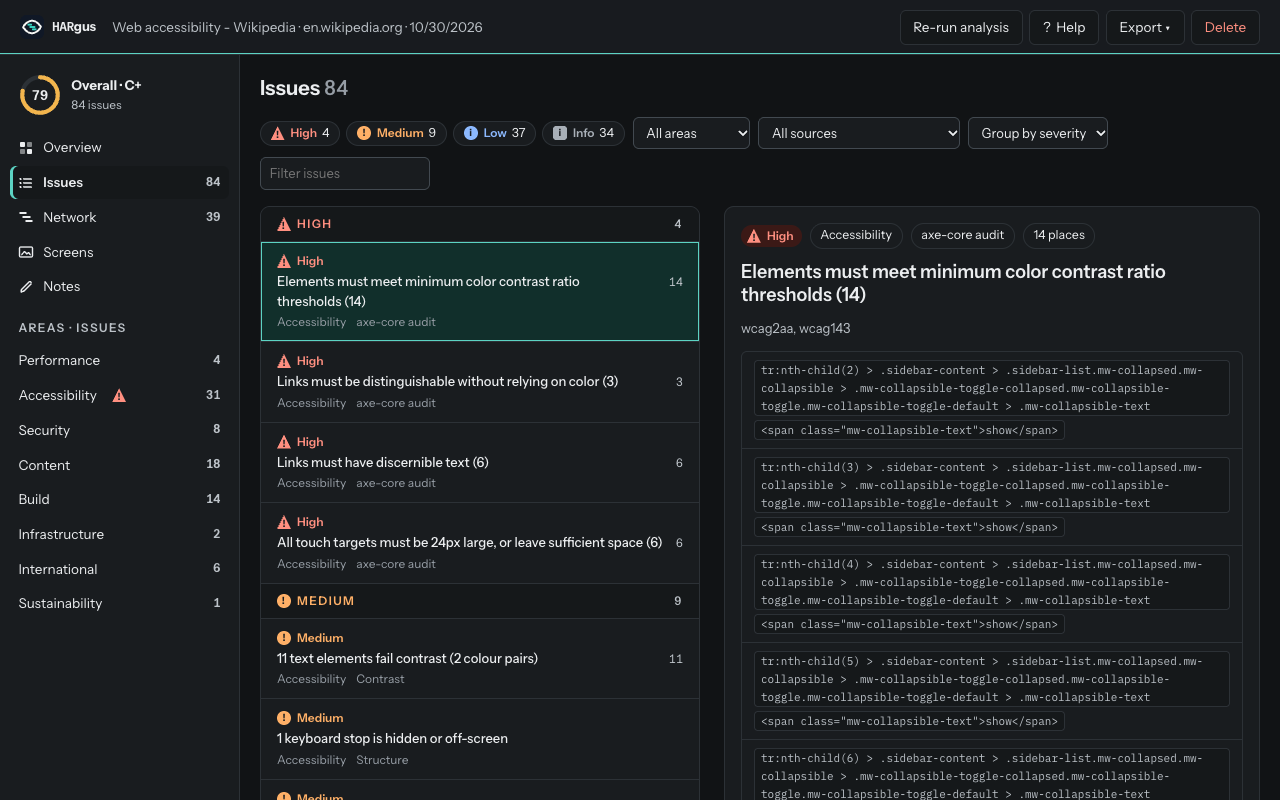 HARgus
Web accessibility - Wikipedia · en.wikipedia.org · 10/30/2026
Re-run analysis
? Help
Export ▾
Delete
79
Overall · C+
84 issues
Overview
Issues 84
Network 39
Screens
Notes
AREAS · ISSUES
Performance 4
Accessibility 31
Security 8
Content 18
Build 14
Infrastructure 2
International 6
Sustainability 1
Issues 84
High 4
Medium 9
Low 37
Info 34
All areas
All sources
Group by severity
Filter issues
HIGH 4
High
Elements must meet minimum color contrast ratio 14
thresholds (14)
Accessibility axe-core audit
High
Links must be distinguishable without relying on color (3) 3
Accessibility axe-core audit
High
Links must have discernible text (6) 6
Accessibility axe-core audit
High
All touch targets must be 24px large, or leave sufficient space (6) 6
Accessibility axe-core audit
MEDIUM 9
Medium
11 text elements fail contrast (2 colour pairs) 11
Accessibility Contrast
Medium
1 keyboard stop is hidden or off-screen
Accessibility Structure
Medium
High
Accessibility
axe-core audit
14 places
Elements must meet minimum color contrast ratio
thresholds (14)
wcag2aa, wcag143
tr:nth-child(2) > .sidebar-content > .sidebar-list.mw-collapsed.mw-
collapsible > .mw-collapsible-toggle-collapsed.mw-collapsible-
toggle.mw-collapsible-toggle-default > .mw-collapsible-text
<span class="mw-collapsible-text">show</span>
tr:nth-child(3) > .sidebar-content > .sidebar-list.mw-collapsed.mw-
collapsible > .mw-collapsible-toggle-collapsed.mw-collapsible-
toggle.mw-collapsible-toggle-default > .mw-collapsible-text
<span class="mw-collapsible-text">show</span>
tr:nth-child(4) > .sidebar-content > .sidebar-list.mw-collapsed.mw-
collapsible > .mw-collapsible-toggle-collapsed.mw-collapsible-
toggle.mw-collapsible-toggle-default > .mw-collapsible-text
<span class="mw-collapsible-text">show</span>
tr:nth-child(5) > .sidebar-content > .sidebar-list.mw-collapsed.mw-
collapsible > .mw-collapsible-toggle-collapsed.mw-collapsible-
toggle.mw-collapsible-toggle-default > .mw-collapsible-text
<span class="mw-collapsible-text">show</span>
tr:nth-child(6) > .sidebar-content > .sidebar-list.mw-collapsed.mw-
collapsible > .mw-collapsible-toggle-collapsed.mw-collapsible-
toggle.mw-collapsible-toggle-default > .mw-collapsible-text